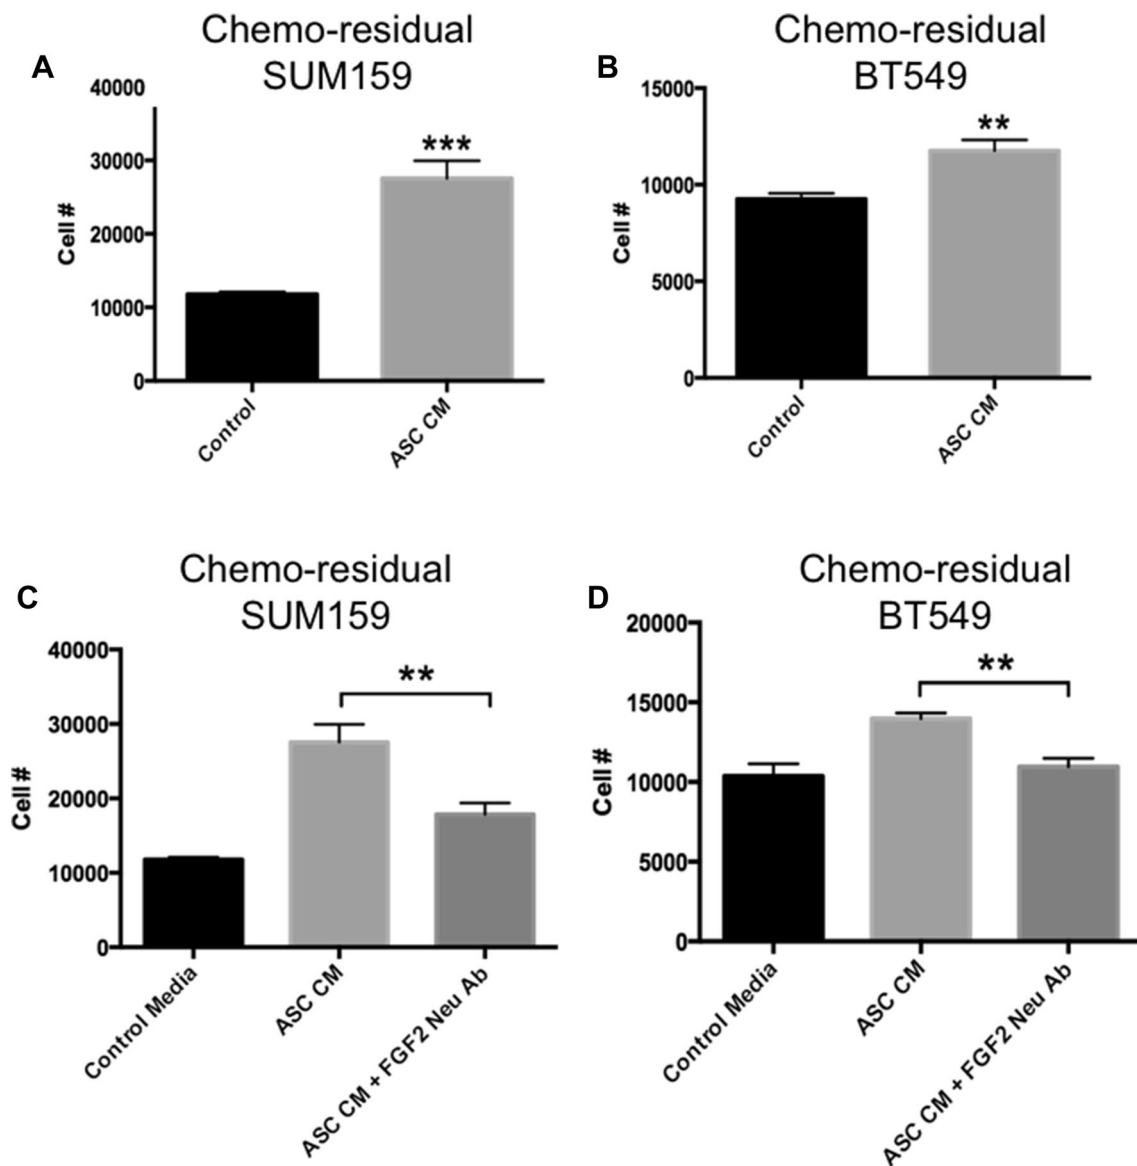 A
Chemo-residual
SUM159
40000
30000
20000
10000
0
Cell #
***
Control
ASC CM
B
Chemo-residual
BT549
15000
10000
5000
0
Cell #
**
Control
ASC CM
C
Chemo-residual
SUM159
40000
30000
20000
10000
0
Cell #
**
Control Media
ASC CM
ASC CM + FGF2 Neu Ab
D
Chemo-residual
BT549
20000
15000
10000
5000
0
Cell #
**
Control Media
ASC CM
ASC CM + FGF2 Neu Ab